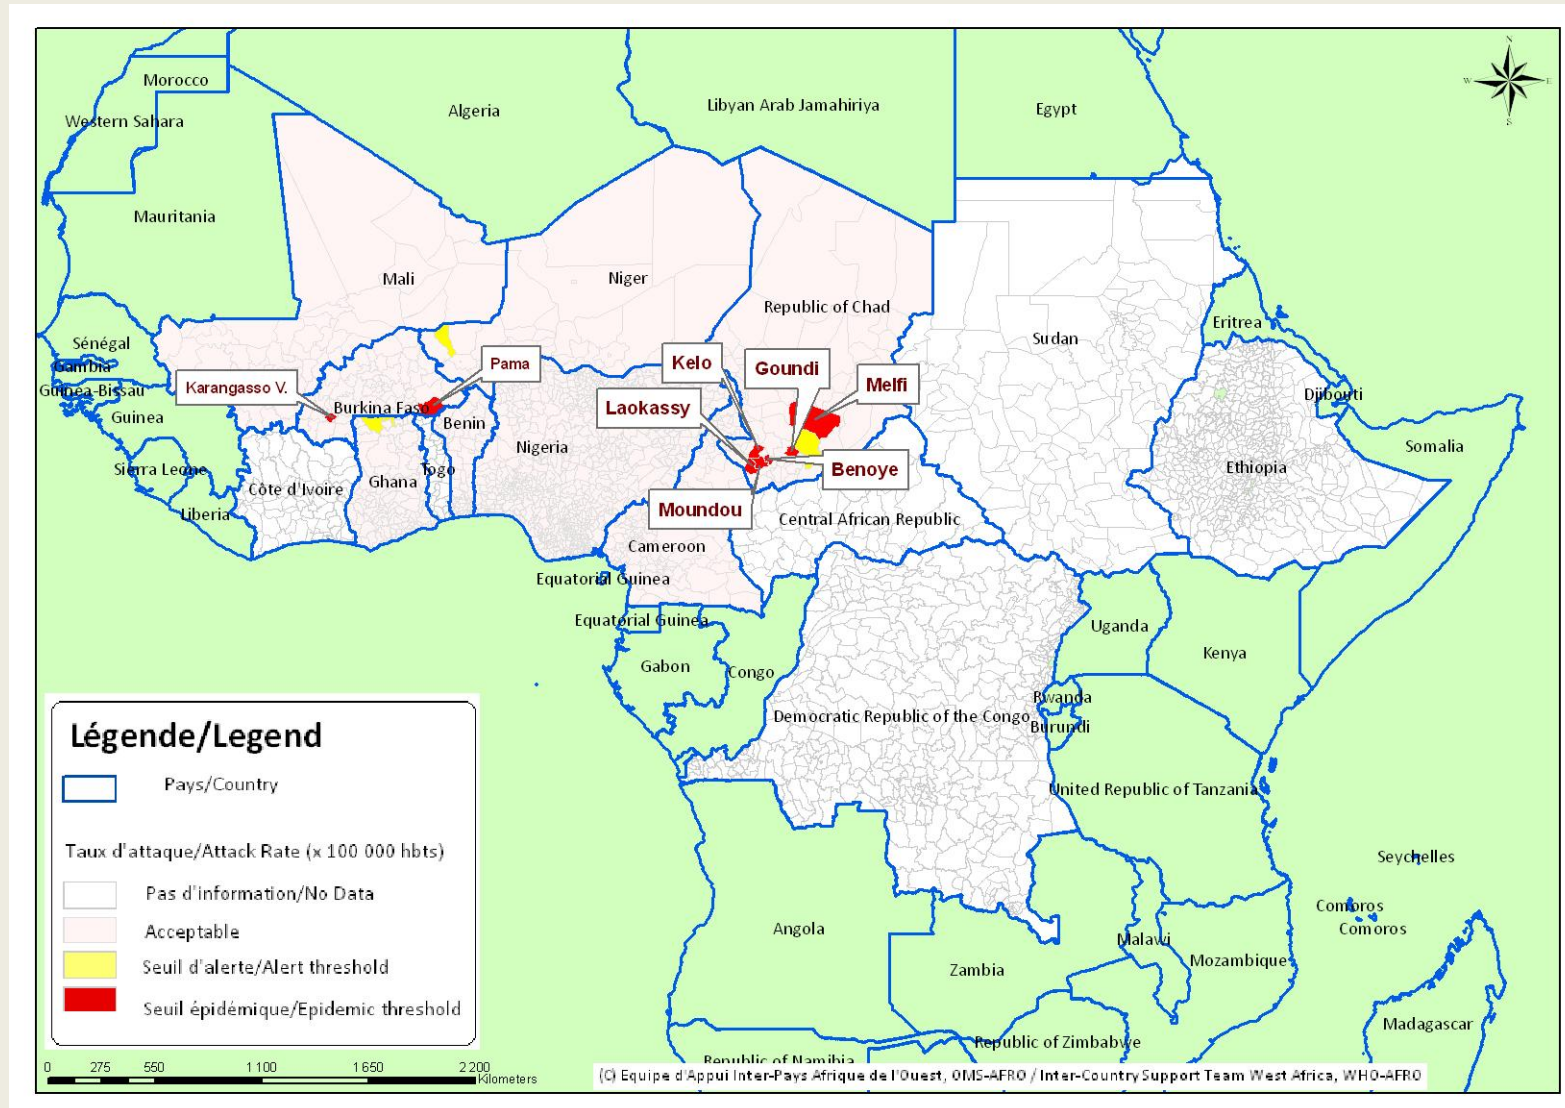 N
W
E
S
Morocco
Algeria
Libyan Arab Jamahiriya
Egypt
Western Sahara
Mauritania
Mali
Niger
Republic of Chad
Sudan
Eritrea
Sénégal
Gambia
Guinea-Bissau
Guinea
Karangasso V.
Pama
Kelo
Goundi
Melfi
Laokassy
Burkina Faso
Benin
Nigeria
Djibouti
Somalia
Ethiopia
Sierra Leone
Liberia
Côte d'Ivoire
Ghana
Togo
Benoye
Moundou
Central African Republic
Cameroon
Equatorial Guinea
Equatorial Guinea
Gabon
Congo
Uganda
Kenya
Rwanda
Burundi
Democratic Republic of the Congo
United Republic of Tanzania
Seychelles
Comoros
Comoros
Angola
Malawi
Zambia
Mozambique
Madagascar
Republic of Zimbabwe
Republic of Namibia
Légende/Legend
Pays/Country
Taux d'attaque/Attack Rate (x 100 000 hbts)
Pas d'information/No Data
Acceptable
Seuil d'alerte/Alert threshold
Seuil épidémique/Epidemic threshold
0 275 550 1 100 1 650 2 200
Kilometers
(C) Equipe d'Appui Inter-Pays Afrique de l'Ouest, OMS-AFRO / Inter-Country Support Team West Africa, WHO-AFRO